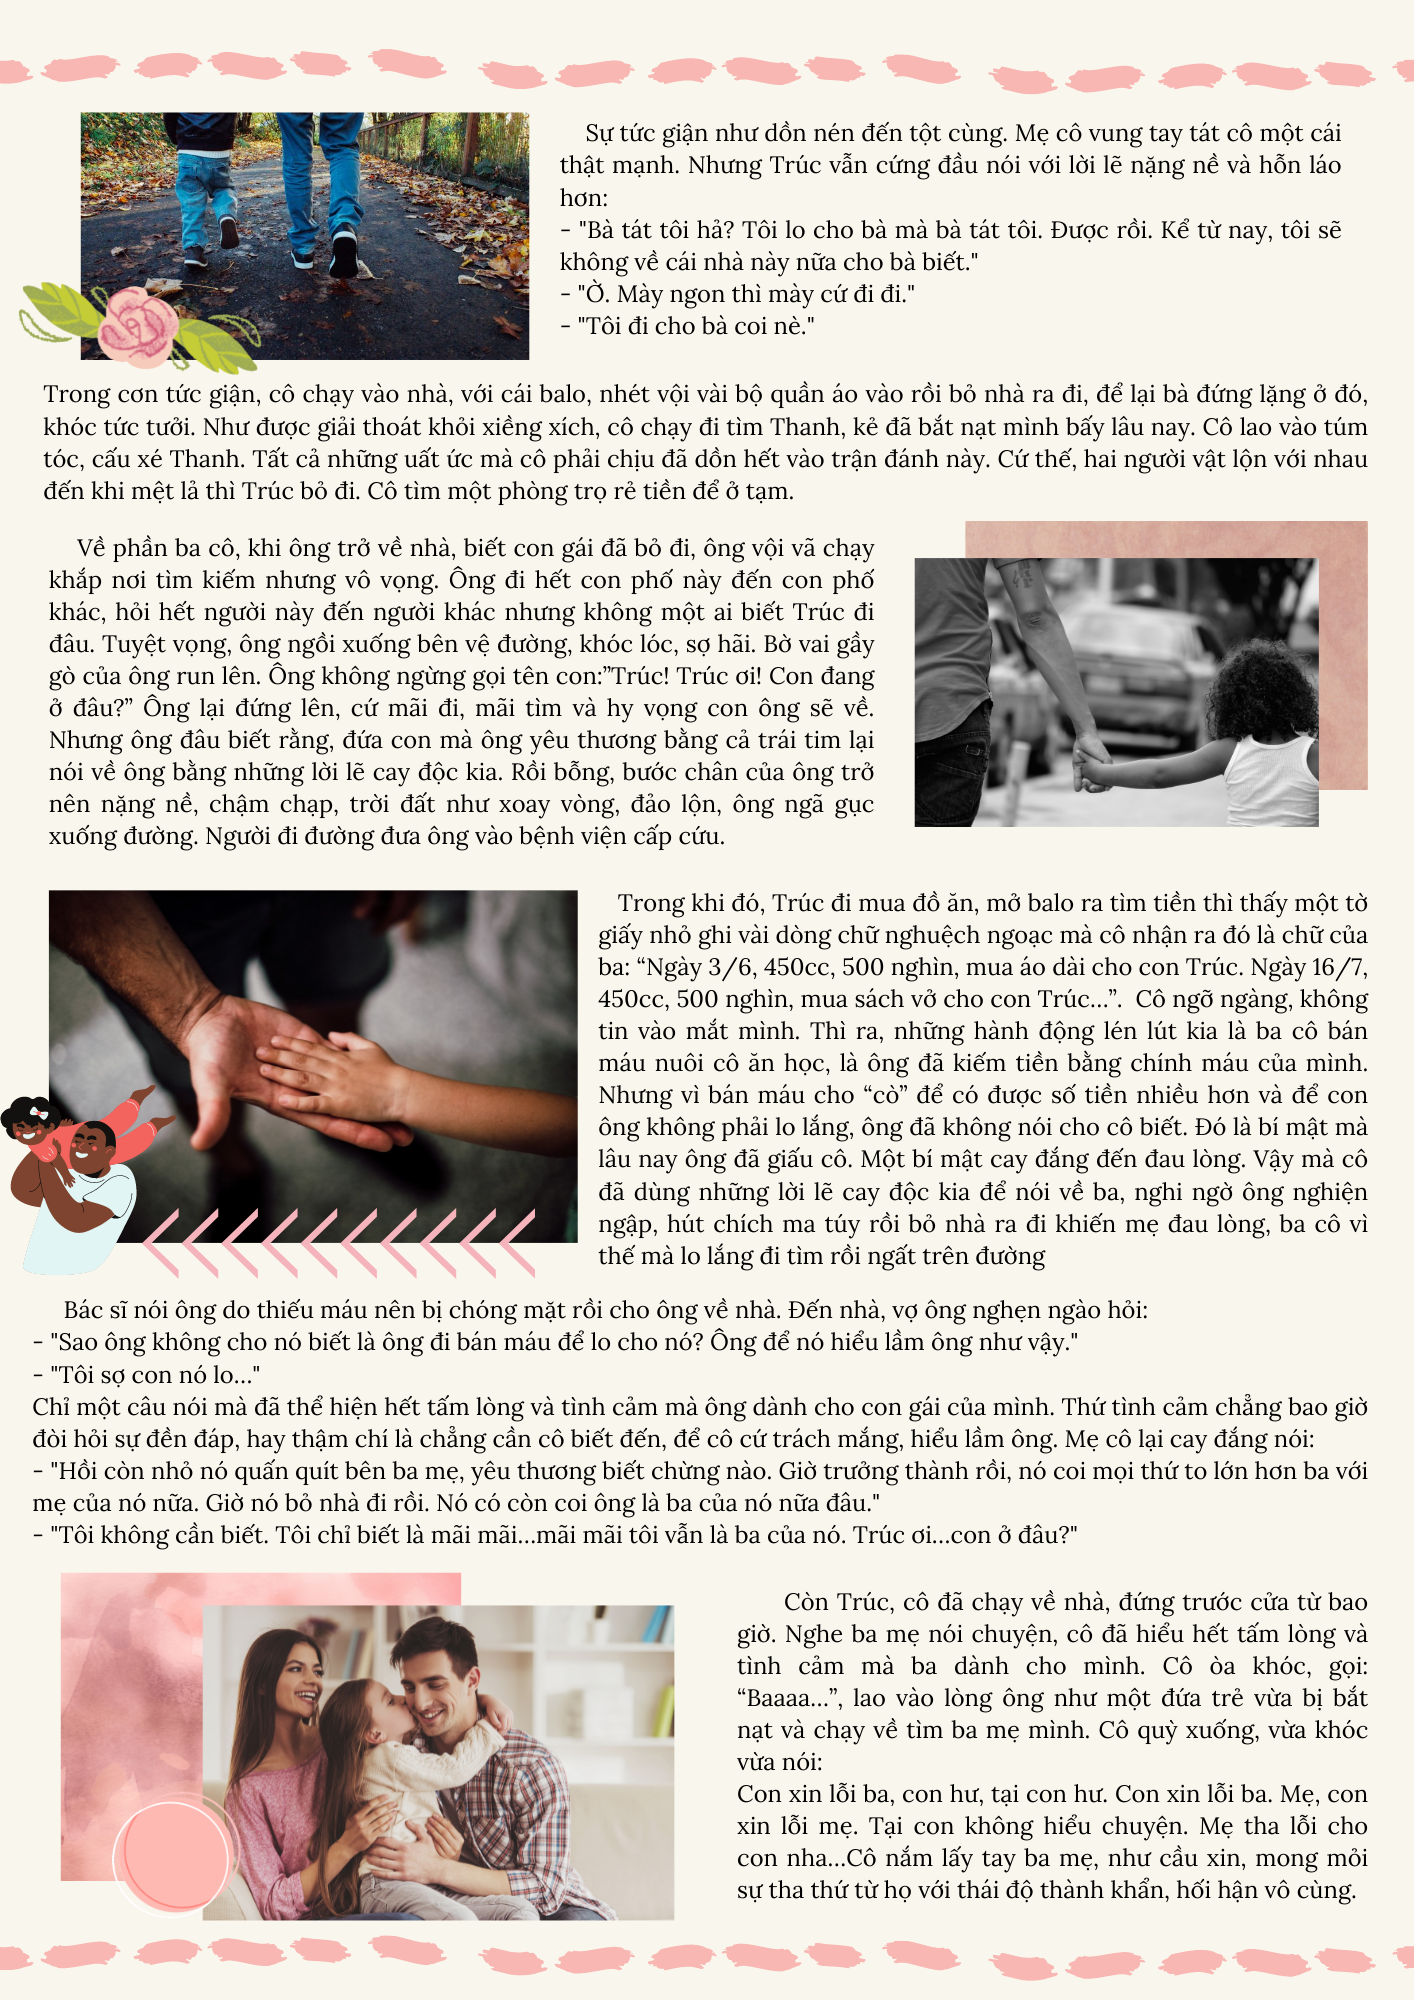 Sự tức giận như dồn nén đến tột cùng. Mẹ cô vung tay tát cô một cái
thật mạnh. Nhưng Trúc vẫn cứng đầu nói với lời lẽ nặng nề và hỗn láo
hơn:
- "Bà tát tôi hả? Tôi lo cho bà mà bà tát tôi. Được rồi. Kể từ nay, tôi sẽ
không về cái nhà này nữa cho bà biết."
- "Ờ. Mày ngon thì mày cứ đi đi."
- "Tôi đi cho bà coi nè."
Trong cơn tức giận, cô chạy vào nhà, với cái balo, nhét vội vài bộ quần áo vào rồi bỏ nhà ra đi, để lại bà đứng lặng ở đó,
khóc tức tưởi. Như được giải thoát khỏi xiềng xích, cô chạy đi tìm Thanh, kẻ đã bắt nạt mình bấy lâu nay. Cô lao vào túm
tóc, cấu xé Thanh. Tất cả những uất ức mà cô phải chịu đã dồn hết vào trận đánh này. Cứ thế, hai người vật lộn với nhau
đến khi mệt lả thì Trúc bỏ đi. Cô tìm một phòng trọ rẻ tiền để ở tạm.
Về phần ba cô, khi ông trở về nhà, biết con gái đã bỏ đi, ông vội vã chạy
khắp nơi tìm kiếm nhưng vô vọng. Ông đi hết con phố này đến con phố
khác, hỏi hết người này đến người khác nhưng không một ai biết Trúc đi
đâu. Tuyệt vọng, ông ngồi xuống bên vệ đường, khóc lóc, sợ hãi. Bờ vai gầy
gò của ông run lên. Ông không ngừng gọi tên con:”Trúc! Trúc ơi! Con đang
ở đâu?” Ông lại đứng lên, cứ mãi đi, mãi tìm và hy vọng con ông sẽ về.
Nhưng ông đâu biết rằng, đứa con mà ông yêu thương bằng cả trái tim lại
nói về ông bằng những lời lẽ cay độc kia. Rồi bỗng, bước chân của ông trở
nên nặng nề, chậm chạp, trời đất như xoay vòng, đảo lộn, ông ngã gục
xuống đường. Người đi đường đưa ông vào bệnh viện cấp cứu.
Trong khi đó, Trúc đi mua đồ ăn, mở balo ra tìm tiền thì thấy một tờ
giấy nhỏ ghi vài dòng chữ nghuệch ngoạc mà cô nhận ra đó là chữ của
ba: “Ngày 3/6, 450cc, 500 nghìn, mua áo dài cho con Trúc. Ngày 16/7,
450cc, 500 nghìn, mua sách vở cho con Trúc...”. Cô ngỡ ngàng, không
tin vào mắt mình. Thì ra, những hành động lén lút kia là ba cô bán
máu nuôi cô ăn học, là ông đã kiếm tiền bằng chính máu của mình.
Nhưng vì bán máu cho “cò” để có được số tiền nhiều hơn và để con
ông không phải lo lắng, ông đã không nói cho cô biết. Đó là bí mật mà
lâu nay ông đã giấu cô. Một bí mật cay đắng đến đau lòng. Vậy mà cô
đã dùng những lời lẽ cay độc kia để nói về ba, nghi ngờ ông nghiện
ngập, hút chích ma túy rồi bỏ nhà ra đi khiến mẹ đau lòng, ba cô vì
thế mà lo lắng đi tìm rồi ngất trên đường
Bác sĩ nói ông do thiếu máu nên bị chóng mặt rồi cho ông về nhà. Đến nhà, vợ ông nghẹn ngào hỏi:
- "Sao ông không cho nó biết là ông đi bán máu để lo cho nó? Ông để nó hiểu lầm ông như vậy."
- "Tôi sợ con nó lo..."
Chỉ một câu nói mà đã thể hiện hết tấm lòng và tình cảm mà ông dành cho con gái của mình. Thứ tình cảm chẳng bao giờ
đòi hỏi sự đền đáp, hay thậm chí là chẳng cần cô biết đến, để cô cứ trách mắng, hiểu lầm ông. Mẹ cô lại cay đắng nói:
- "Hồi còn nhỏ nó quấn quít bên ba mẹ, yêu thương biết chừng nào. Giờ trưởng thành rồi, nó coi mọi thứ to lớn hơn ba với
mẹ của nó nữa. Giờ nó bỏ nhà đi rồi. Nó có còn coi ông là ba của nó nữa đâu."
- "Tôi không cần biết. Tôi chỉ biết là mãi mãi...mãi mãi tôi vẫn là ba của nó. Trúc ơi...con ở đâu?"
Còn Trúc, cô đã chạy về nhà, đứng trước cửa từ bao
giờ. Nghe ba mẹ nói chuyện, cô đã hiểu hết tấm lòng và
tình cảm mà ba dành cho mình. Cô òa khóc, gọi:
“Baaaa...”, lao vào lòng ông như một đứa trẻ vừa bị bắt
nạt và chạy về tìm ba mẹ mình. Cô quỳ xuống, vừa khóc
vừa nói:
Con xin lỗi ba, con hư, tại con hư. Con xin lỗi ba. Mẹ, con
xin lỗi mẹ. Tại con không hiểu chuyện. Mẹ tha lỗi cho
con nha...Cô nắm lấy tay ba mẹ, như cầu xin, mong mỏi
sự tha thứ từ họ với thái độ thành khẩn, hối hận vô cùng.